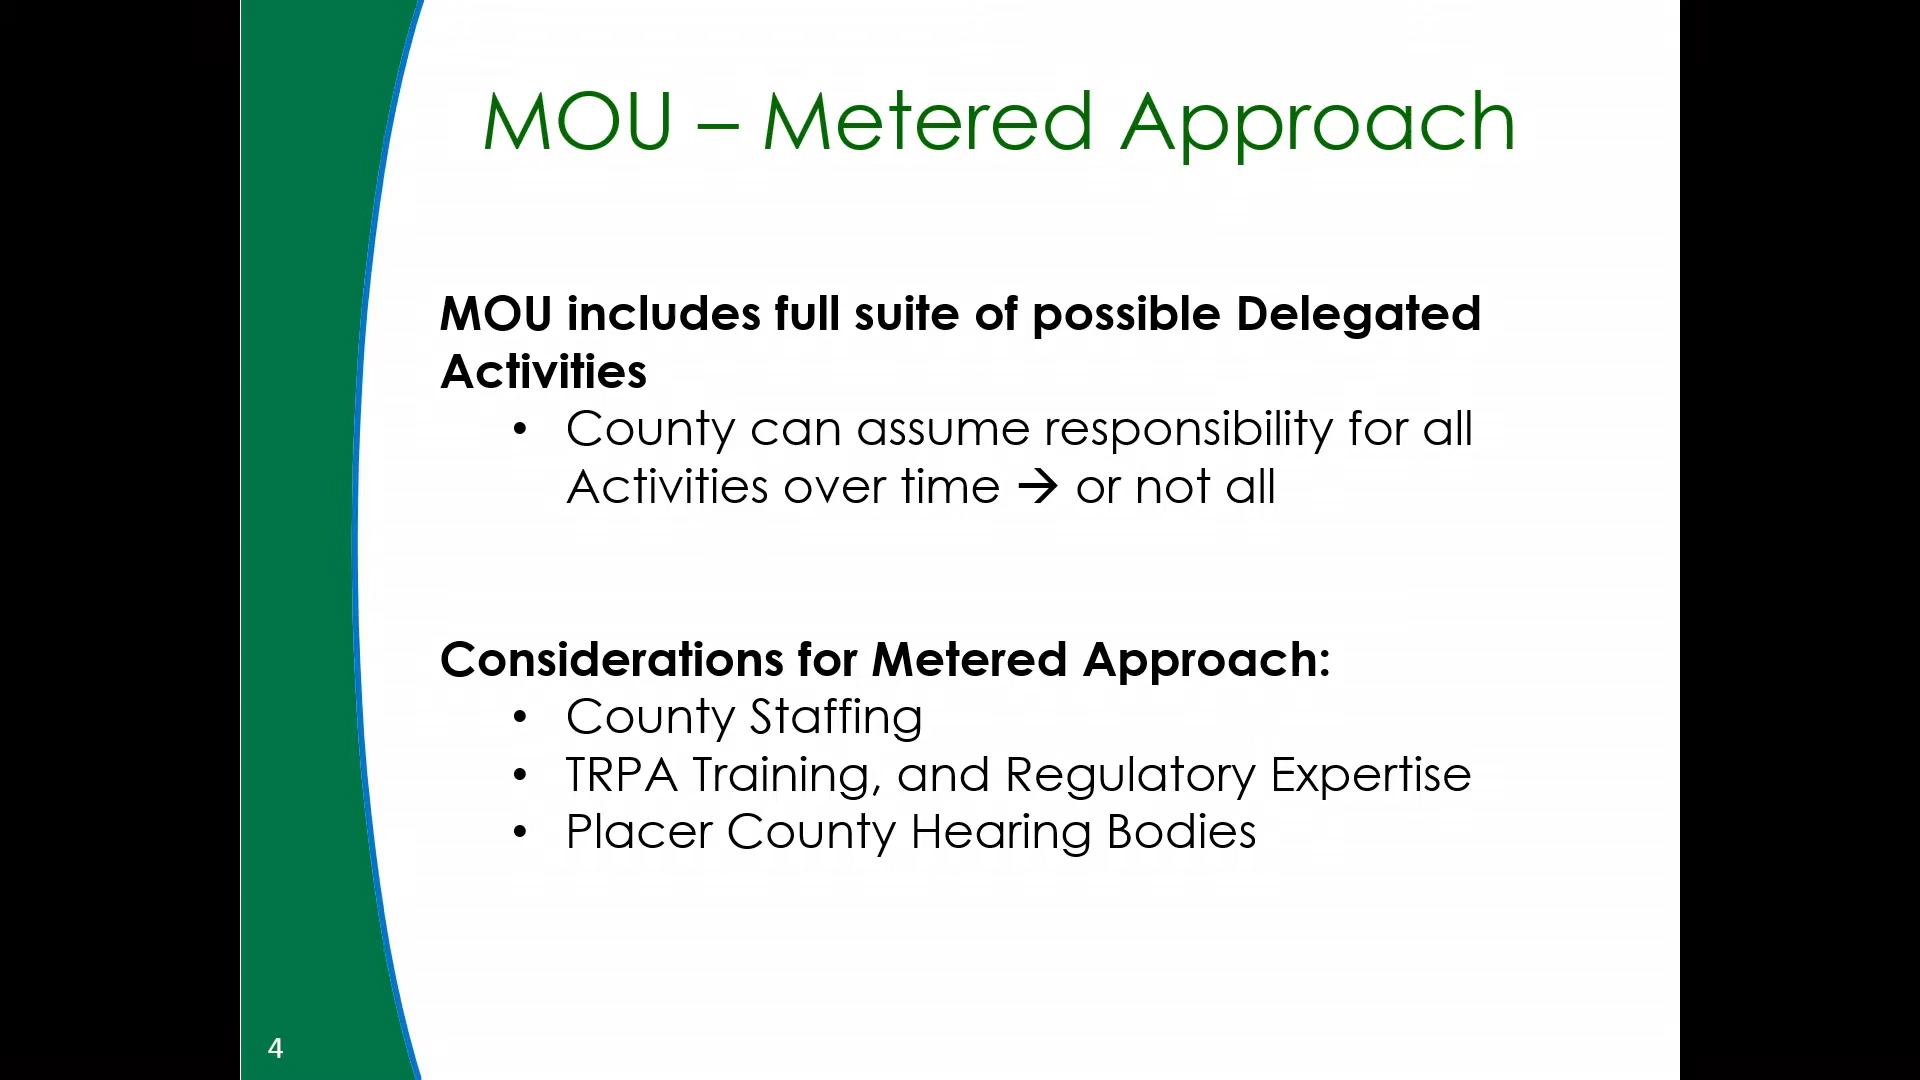 MOU – Metered Approach
MOU includes full suite of possible Delegated
Activities
• County can assume responsibility for all
Activities over time → or not all
Considerations for Metered Approach:
• County Staffing
• TRPA Training, and Regulatory Expertise
• Placer County Hearing Bodies
4